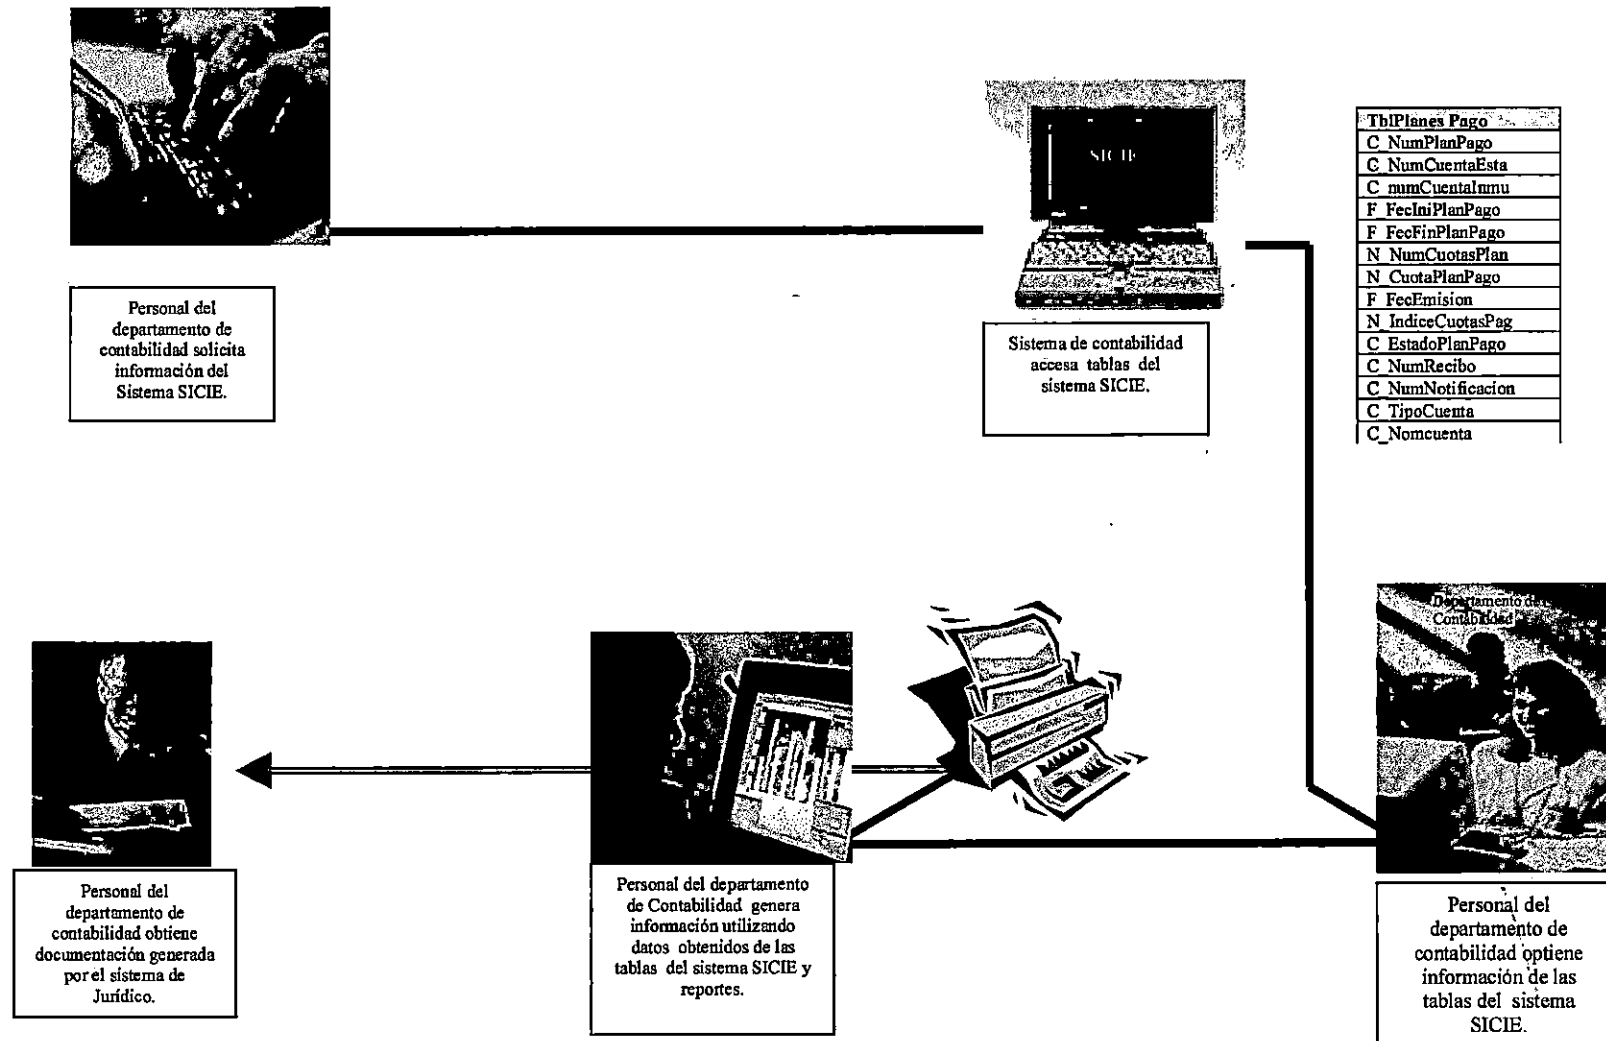 SICIE
TblPlanes Pago
C_NumPlanPago
C_NumCuentaEsta
C_numCuentaInmu
F_FecIniPlanPago
F_FecFinPlanPago
N_NumCuotasPlan
N_CuotaPlanPago
F_FecEmision
N_IndiceCuotasPag
C_EstadoPlanPago
C_NumRecibo
C_NumNotificacion
C_TipoCuenta
C_Nomcuenta
Personal del
departamento de
contabilidad solicita
información del
Sistema SICIE.
Sistema de contabilidad
accesa tablas del
sistema SICIE.
Departamento de
Contabilidad
Personal del
departamento de
contabilidad obtiene
documentación generada
por el sistema de
Jurídico.
Personal del departamento
de Contabilidad genera
información utilizando
datos obtenidos de las
tablas del sistema SICIE y
reportes.
Personal del
departamento de
contabilidad optiene
información de las
tablas del sistema
SICIE.